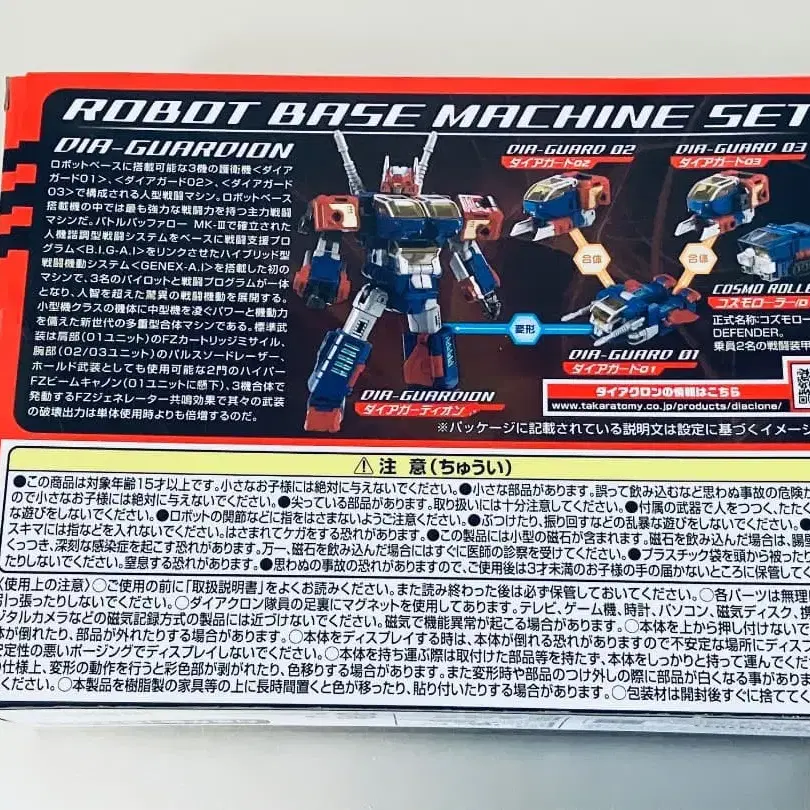 ROBOT BASE MACHINE SET
DIA-GUARDION
ロボットベースに搭載可能な3機の護衛機<ダイア
ガード01>、<ダイアガード02>、<ダイアガード
03>で構成される人型戦闘マシン。ロボットベース
搭載機の中では最も強力な戦闘力を持つ主力戦闘
マシンだ。バトルバッファロー MK-Ⅲで確立された
人機諧調型戦闘システムをベースに戦闘支援プロ
グラム<B.I,G-A.I>をリンクさせたハイブリッド型
戦闘機動システム<GENEX-A.I>を搭載した初の
マシンで、3名のパイロットと戦闘プログラムが一体
となり、人智を超えた驚異の戦闘機動を展開する。
小型機クラスの機体に中型機を凌ぐパワーと機動力
を備えた新世代の多重型合体マシンである。標準武
装は肩部(01ユニット)のFZカートリッジミサイル、
腕部(02/03ユニット)のパルスソードレーザー、
ホールド武装としても使用可能な2門のハイパー
FZビームキャノン(01ユニットに懸下)、3機合体で
発動するFZジェネレーター共鳴効果で其々の武装
の破壊出力は単体使用時よりも倍増するのだ。
DIA-GUARD 02
ダイアガード02
DIA-GUARD 03
ダイアガード03
合体
合体
変形
COSMO ROLLE
コズモローラー/D
正式名称:コズモロー
DEFENDER。
乗員2名の戦闘装甲
DIA-GUARD 01
ダイアガード01
DIA-GUARDION
ダイアガーディオン
ダイアクロンの情報はこちら
www.takaratomy.co.jp/products/diaclone/
※パッケージに記載されている説明文は設定に基づくイメージ
⚠注 意(ちゅうい)
●この商品は対象年齢15才以上です。小さなお子様には絶対に与えないでください。●小さな部品があります。誤って飲み込むなど思わぬ事故の危険が
ので小さなお子様には絶対に与えないでください。●尖っている部品があります。取り扱いには十分注意してください。●付属の武器で人をつつく、たたく
な遊びをしないでください。●ロボットの関節などに指をはさまないようご注意ください。●ぶつけたり、振り回すなどの乱暴な遊びをしないでください。●
スキマには指などを入れないでください。はさまれてケガをする恐れがあります。●この製品には小型の磁石が含まれます。磁石を飲み込んだ場合は、腸壁
くっつき、深刻な感染症を起こす恐れがあります。万一、磁石を飲み込んだ場合にはすぐに医師の診察を受けてください。●プラスチック袋を頭から被った
たりしないでください。窒息する恐れがあります。●思わぬ事故の恐れがありますので、ご使用後は3才未満のお子様の手の届かないところに保管してく
〈使用上の注意〉○ご使用の前に「取扱説明書」をよくお読みください。また読み終わった後は必ず保管しておいてください。○各パーツは無理
引っ張ったりしないでください。○ダイアクロン隊員の足裏にマグネットを使用してあります。テレビ、ゲーム機、時計、パソコン、磁気ディスク、携
ジタルカメラなどの磁気記録方式の製品には近づけないでください。磁気で機能異常が起こる場合があります。○本体を上から押し付けないで
体が倒れたり、部品が外れたりする場合があります。○本体をディスプレイする時は、本体が倒れる恐れがありますので不安定な場所にディスプ
安定性の悪いポージングでディスプレイしないでください。○本体を持ち運ぶ際は取付けた部品等を持たず、本体をしっかりと持って運んでくださ
の仕様上、変形の動作を行うと彩色部が剥がれたり、色移りする場合があります。また変形時や部品のつけ外しの際に部品が白くなる事があります
ください。○本製品を樹脂製の家具等の上に長時間置くと色が移ったり、貼り付いたりする場合があります。○包装材は開封後すぐに捨ててく